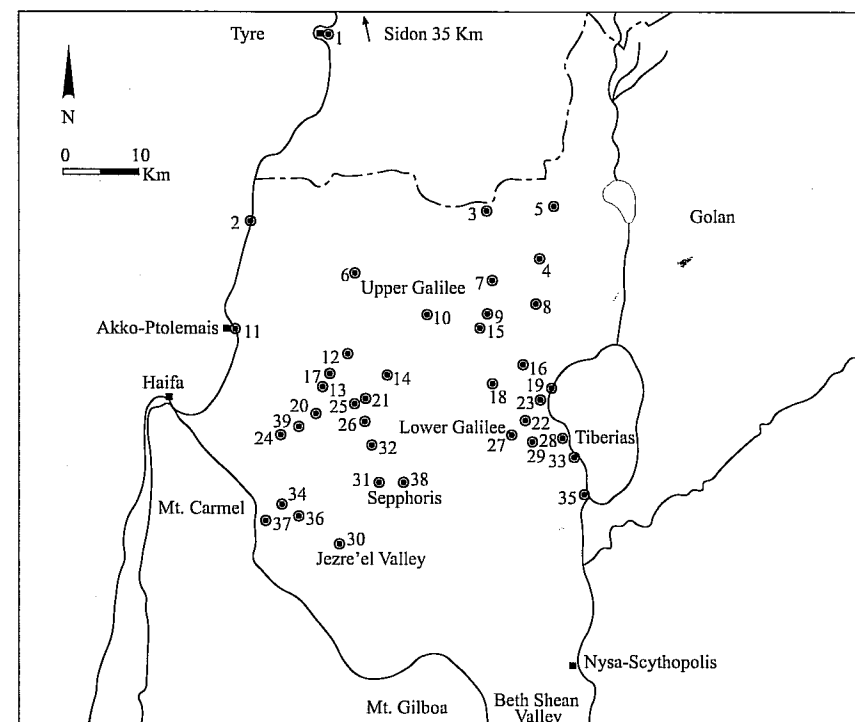 Tyre
1
Sidon 35 Km
N
0 10
Km
2
3
5
Golan
4
6
Upper Galilee
7
8
10
9
15
Akko-Ptolemais
11
12
16
17
14
Haifa
13
18
19
21
25
23
20
39
26
22
Lower Galilee
24
27
28
Tiberias
32
29
33
31
38
Sepphoris
35
34
Mt. Carmel
37
36
30
Jezre'el Valley
Nysa-Scythopolis
Mt. Gilboa
Beth Shean
Valley